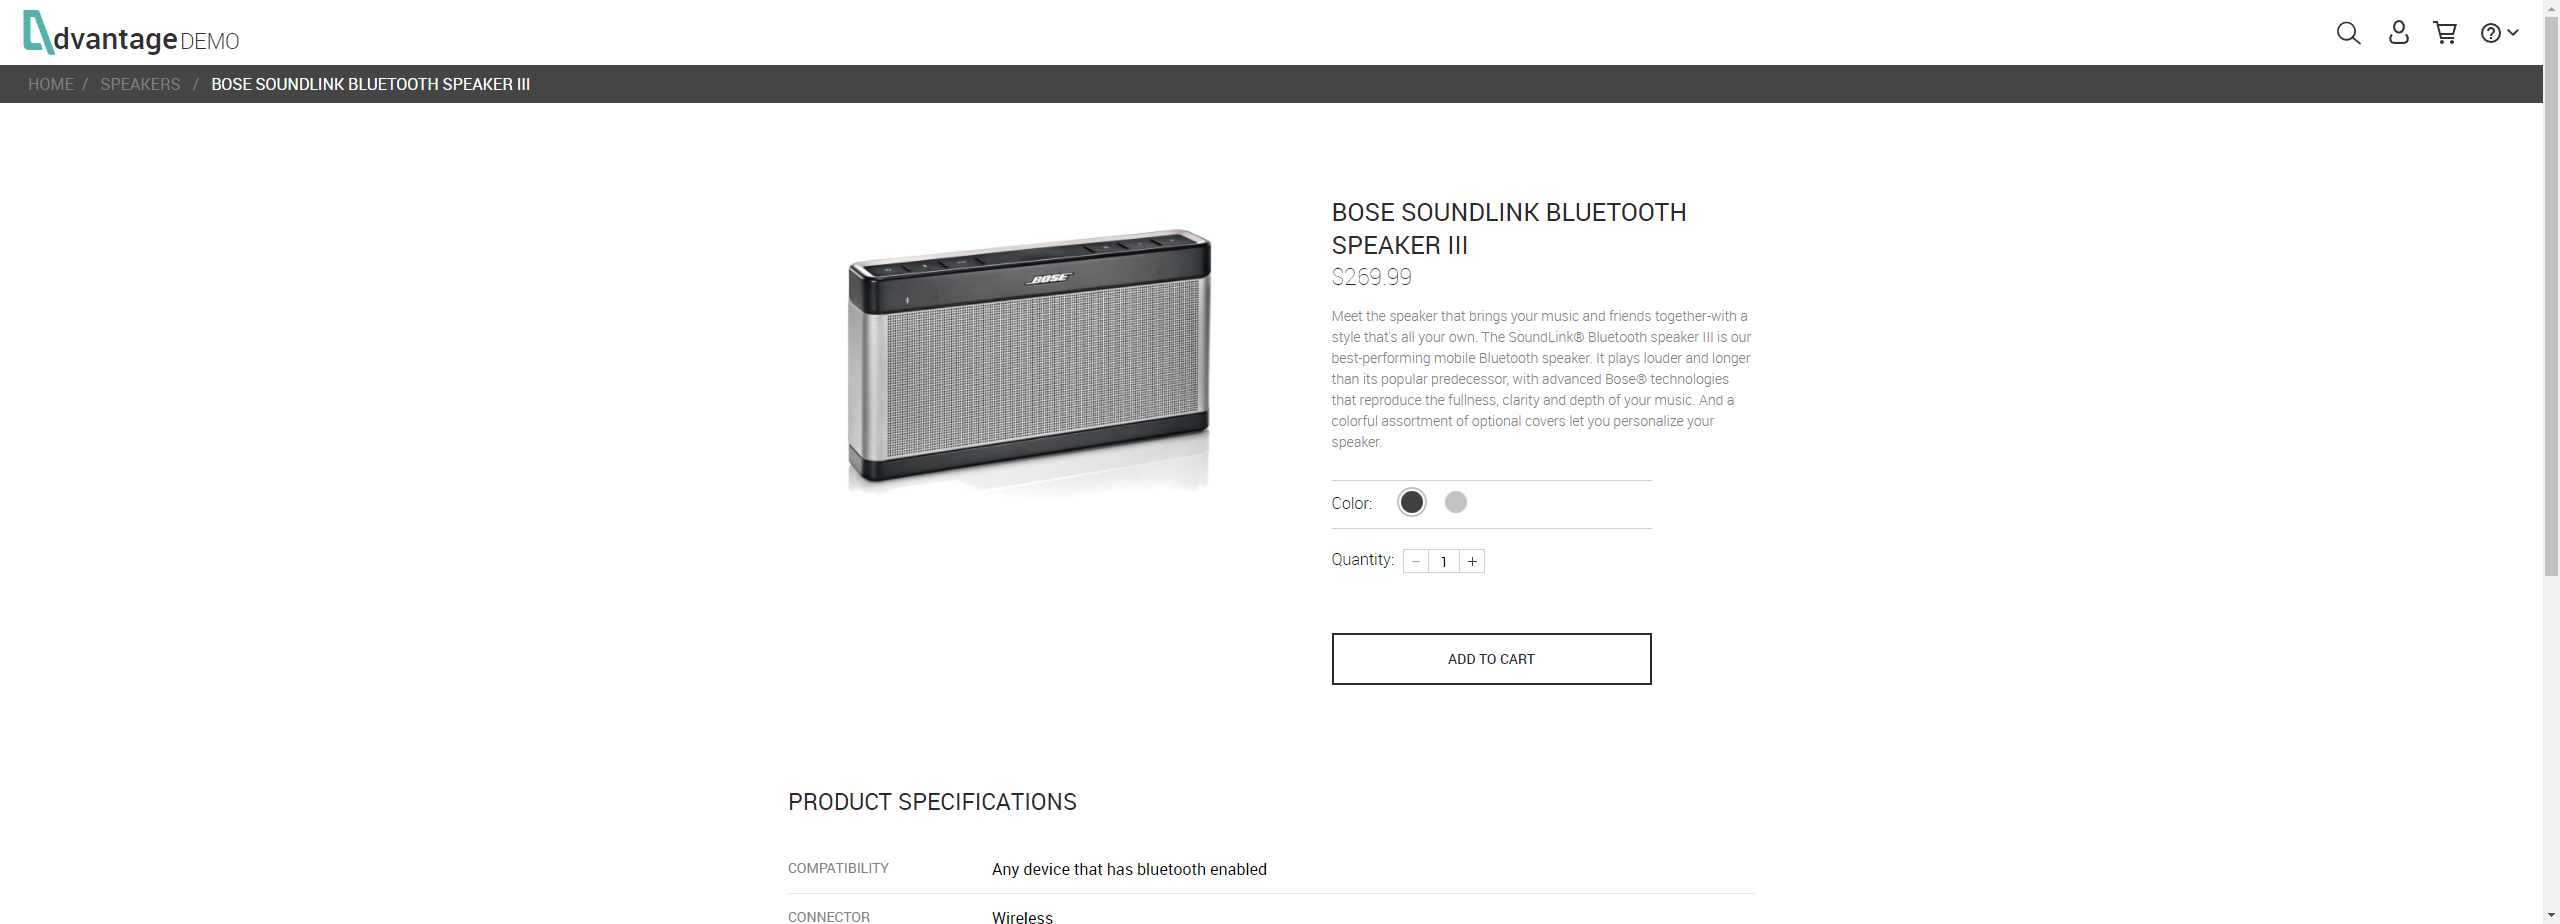 dvantage DEMO
HOME / SPEAKERS / BOSE SOUNDLINK BLUETOOTH SPEAKER III
BOSE
BOSE SOUNDLINK BLUETOOTH
SPEAKER III
$269.99
Meet the speaker that brings your music and friends together-with a
style that's all your own. The SoundLink® Bluetooth speaker III is our
best-performing mobile Bluetooth speaker. It plays louder and longer
than its popular predecessor, with advanced Bose® technologies
that reproduce the fullness, clarity and depth of your music. And a
colorful assortment of optional covers let you personalize your
speaker.
Color:
Quantity: − 1 +
ADD TO CART
PRODUCT SPECIFICATIONS
COMPATIBILITY Any device that has bluetooth enabled
CONNECTOR Wireless